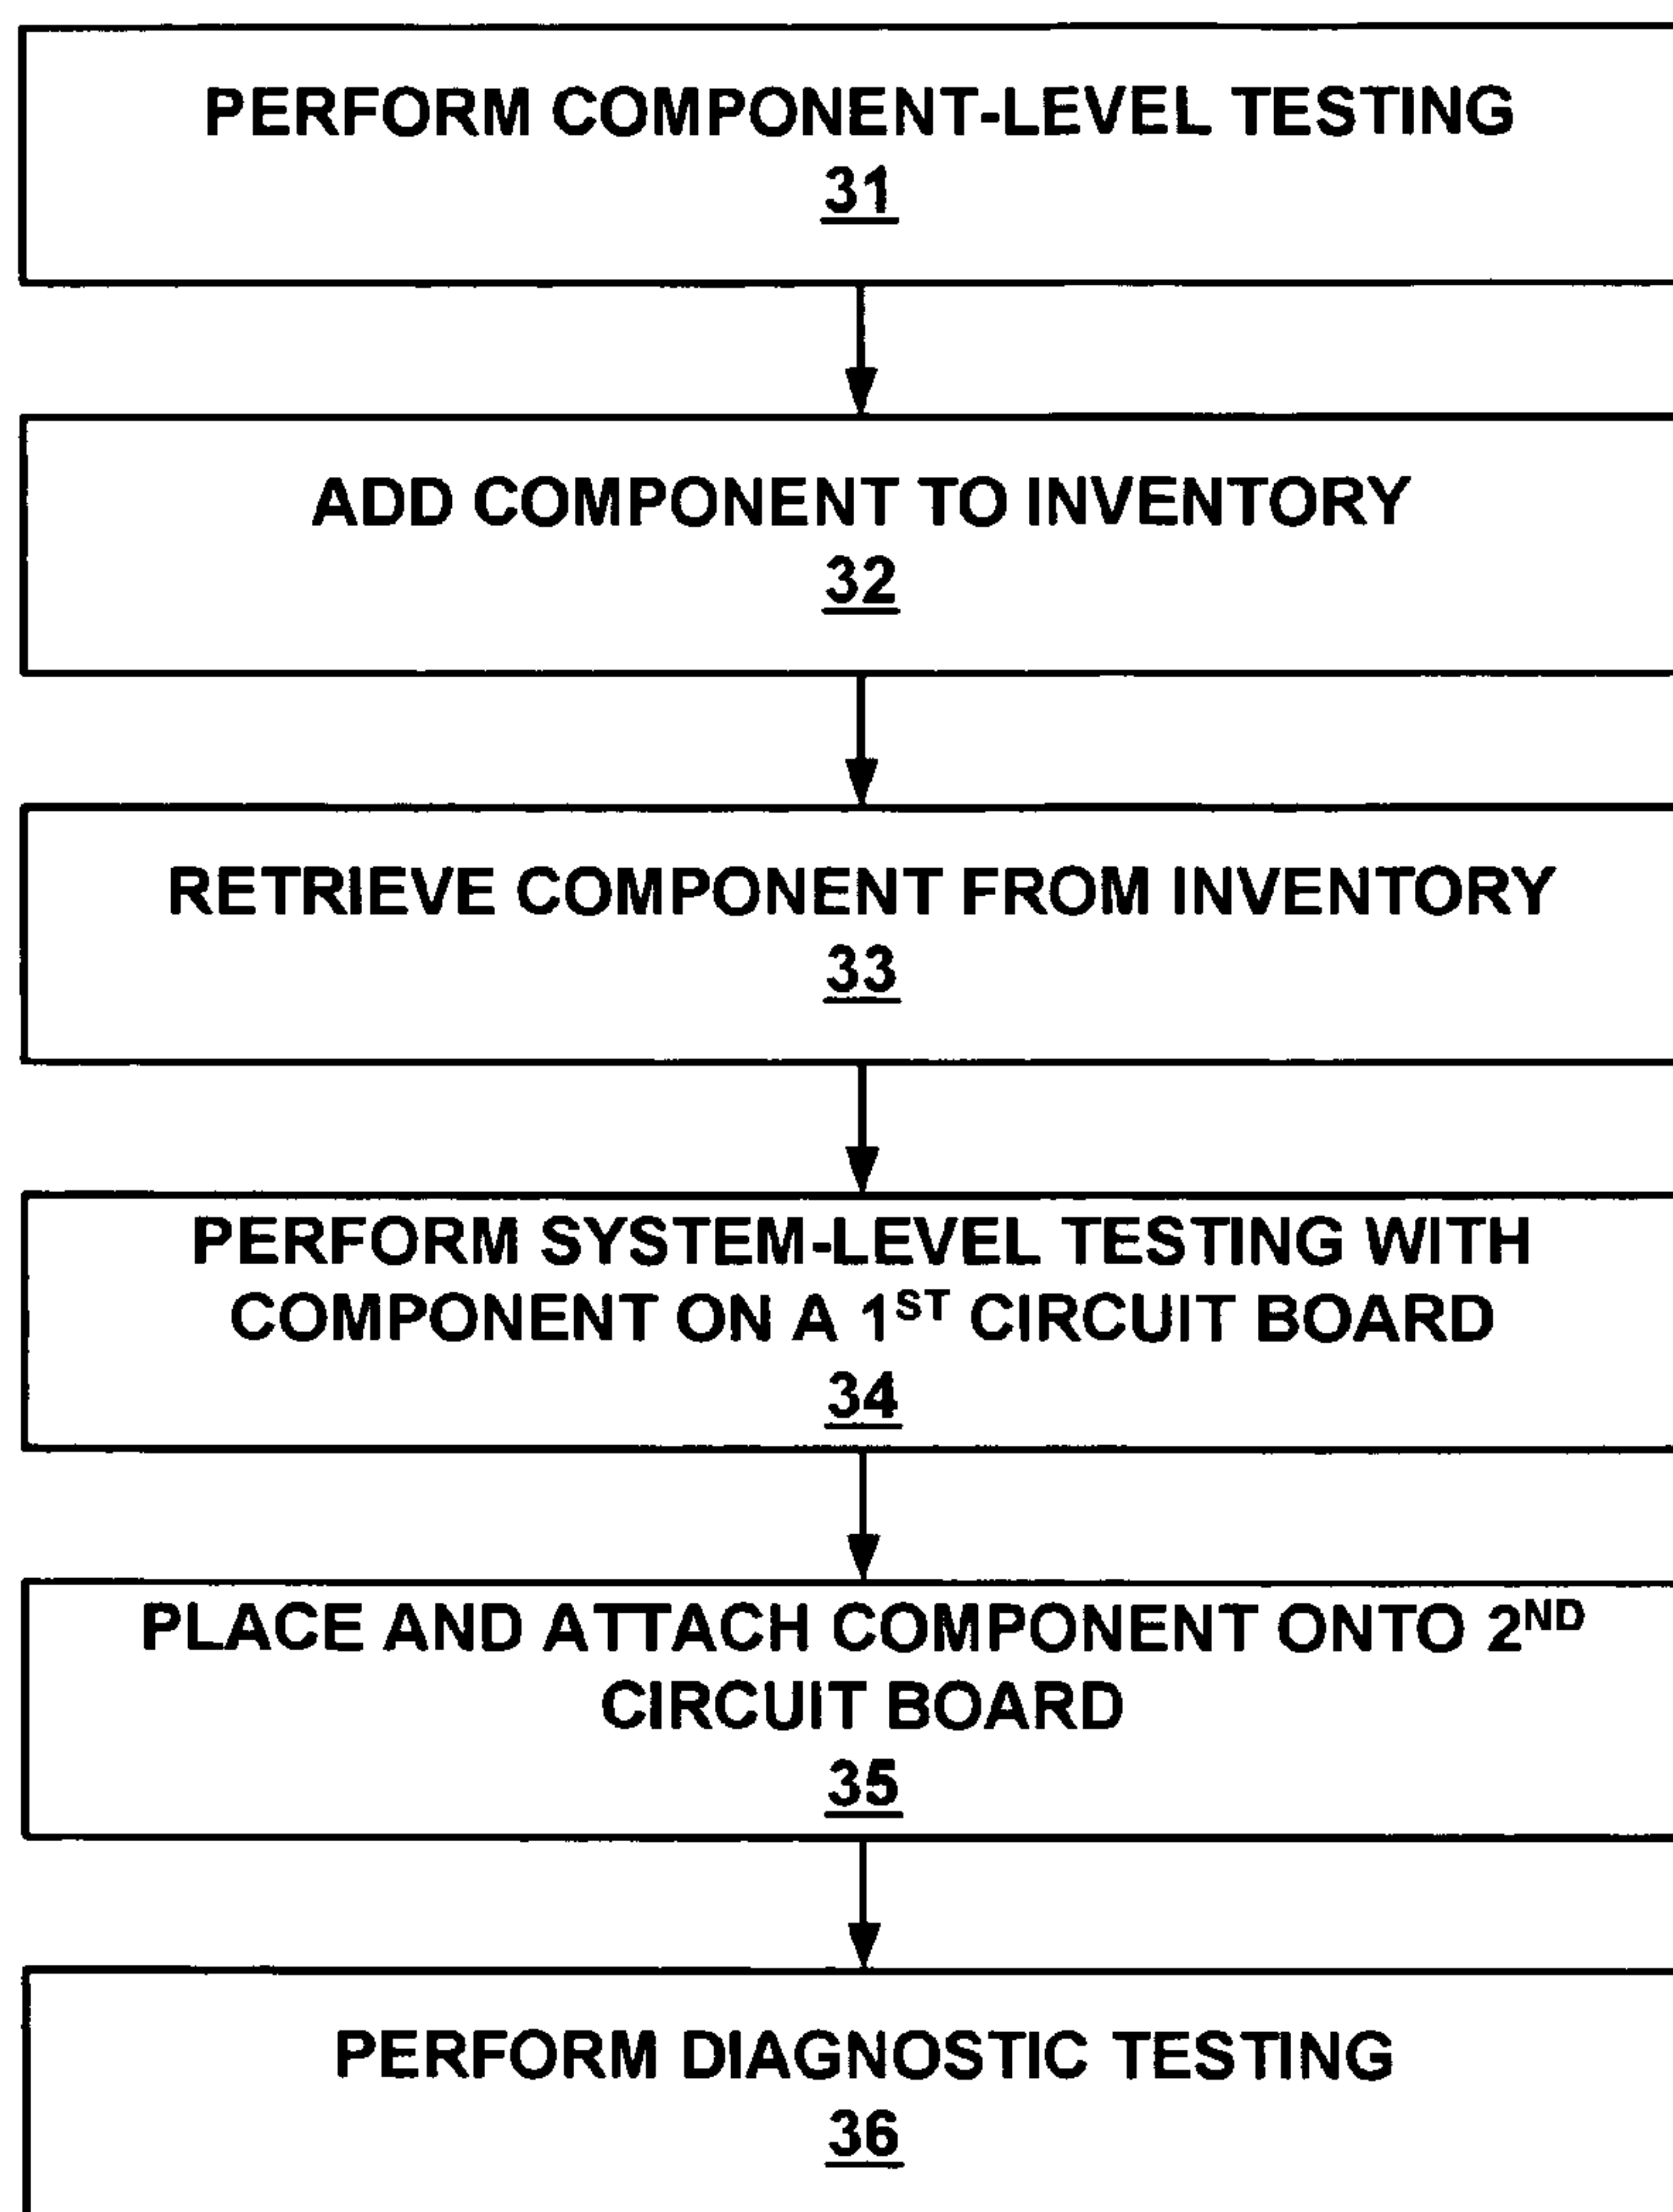 PERFORM COMPONENT-LEVEL TESTING
31
ADD COMPONENT TO INVENTORY
32
RETRIEVE COMPONENT FROM INVENTORY
33
PERFORM SYSTEM-LEVEL TESTING WITH
COMPONENT ON A 1ST CIRCUIT BOARD
34
PLACE AND ATTACH COMPONENT ONTO 2ND
CIRCUIT BOARD
35
PERFORM DIAGNOSTIC TESTING
36